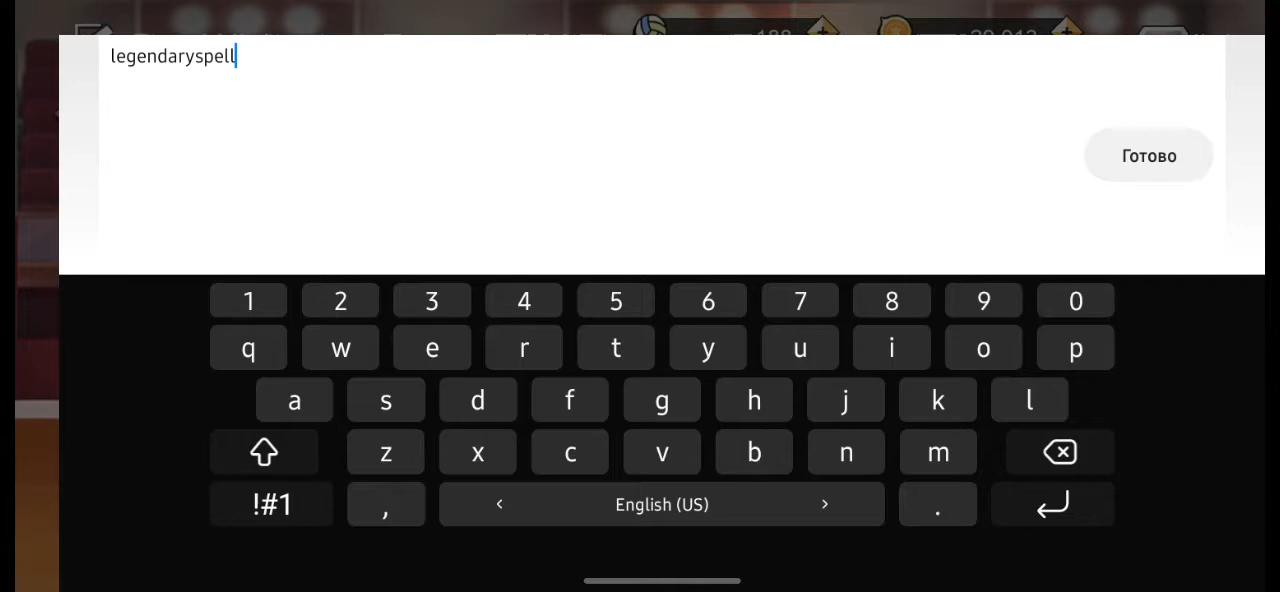 legendaryspell
Готово
1 2 3 4 5 6 7 8 9 0
q w e r t y u i o p
a s d f g h j k l
z x c v b n m
!#1 , < English (US) > .